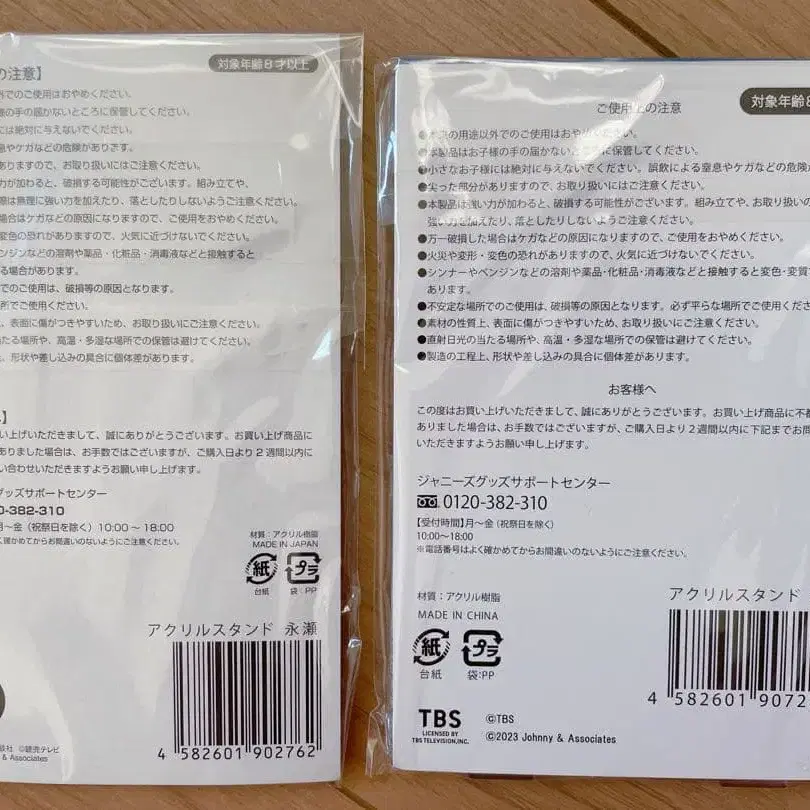 の注意】
対象年齢8才以上
外でのご使用はおやめください。
様の手の届かないところに保管してください。
には絶対に与えないでください。
息やケガなどの危険があります。
ありますので、お取り扱いにはご注意ください。
力が加わると、破損する可能性がございます。組み立てや、
際は無理に強い力を加えたり、落としたりしないようご注意ください。
場合はケガなどの原因になりますので、ご使用をおやめください。
変色の恐れがありますので、火気に近づけないでください。
ベンジンなどの溶剤や薬品・化粧品・消毒液などと接触すると
る場合があります。
でのご使用は、破損等の原因となります。
所でご使用ください。
、表面に傷がつきやすいため、お取り扱いにご注意ください。
当たる場所や、高温・多湿な場所での保管は避けてください。
、形状や差し込みの具合に個体差があります。
】
い上げいただきまして、誠にありがとうございます。お買い上げ商品に
ありました場合は、お手数ではございますが、ご購入日より2週間以内に
い合わせいただきますようお願い申し上げます。
グッズサポートセンター
0-382-310
月〜金（祝祭日を除く）10:00〜18:00
く確かめてからお間違いのないようにご注意ください。
材質：アクリル樹脂
MADE IN JAPAN
紙
プラ
台紙
袋：PP
アクリルスタンド 永瀬
4 582601 902762
©読売テレビ
& Associates
ご使用上の注意
対象年齢8
●本来の用途以外でのご使用はおやめください。
●本製品はお子様の手の届かないところに保管してください。
●小さなお子様には絶対に与えないでください。誤飲による窒息やケガなどの危険が
●尖った部分がありますので、お取り扱いにはご注意ください。
●本製品は強い力が加わると、破損する可能性がございます。組み立てや、お取り扱いの
強い力を加えたり、落としたりしないようご注意ください。
●万一破損した場合はケガなどの原因になりますので、ご使用をおやめください。
●火災や変形・変色の恐れがありますので、火気に近づけないでください。
●シンナーやベンジンなどの溶剤や薬品・化粧品・消毒液などと接触すると変色・変質
あります。
●不安定な場所でのご使用は、破損等の原因となります。必ず平らな場所でご使用くださ
●素材の性質上、表面に傷がつきやすいため、お取り扱いにご注意ください。
●直射日光の当たる場所や、高温・多湿な場所での保管は避けてください。
●製造の工程上、形状や差し込みの具合に個体差があります。
お客様へ
この度はお買い上げいただきまして、誠にありがとうございます。お買い上げ商品に不都
ありました場合は、お手数ではございますが、ご購入日より2週間以内に下記までお問
いただきますようお願い申し上げます。
ジャニーズグッズサポートセンター
0120-382-310
【受付時間】月〜金（祝祭日を除く）
10:00〜18:00
※電話番号はよく確かめてからお間違いのないようにご注意ください。
材質：アクリル樹脂
MADE IN CHINA
紙
プラ
台紙
袋：PP
アクリルスタンド
4 582601 9072
TBS
LICENSED BY
TBS TELEVISION, INC.
©TBS
©2023 Johnny & Associates